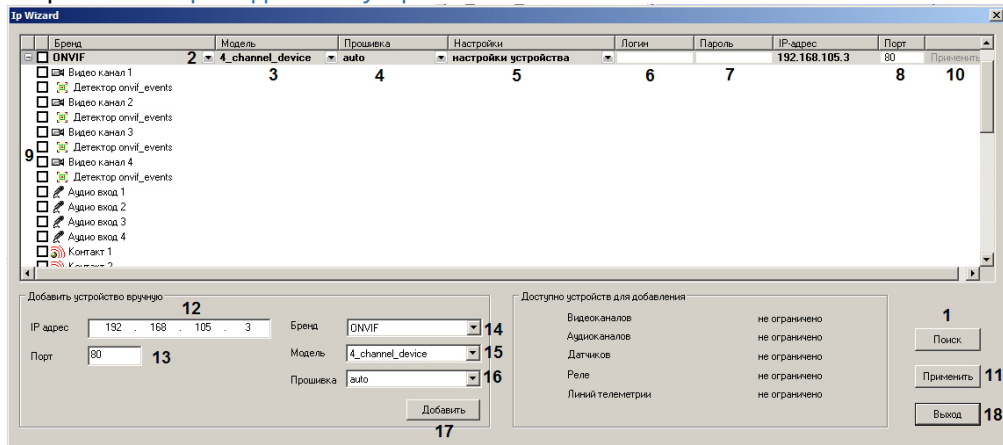 Ip Wizard
Бренд Модель Прошивка Настройки Логин Пароль IP-адрес Порт
ONVIF 2 4_channel_device auto настройки устройства 192.168.105.3 80 Применить
Видео канал 1 3 4 5 6 7 8 10
Детектор onvif_events
Видео канал 2
Детектор onvif_events
Видео канал 3
Детектор onvif_events
9 Видео канал 4
Детектор onvif_events
Аудио вход 1
Аудио вход 2
Аудио вход 3
Аудио вход 4
Контакт 1
Контакт 2
Добавить устройство вручную
12
IP адрес 192 . 168 . 105 . 3
Порт 80 13
Бренд ONVIF 14
Модель 4_channel_device 15
Прошивка auto 16
Добавить
17
Доступно устройств для добавления
Видеоканалов не ограничено
Аудиоканалов не ограничено
Датчиков не ограничено
Реле не ограничено
Линий телеметрии не ограничено
1
Поиск
Применить 11
Выход 18